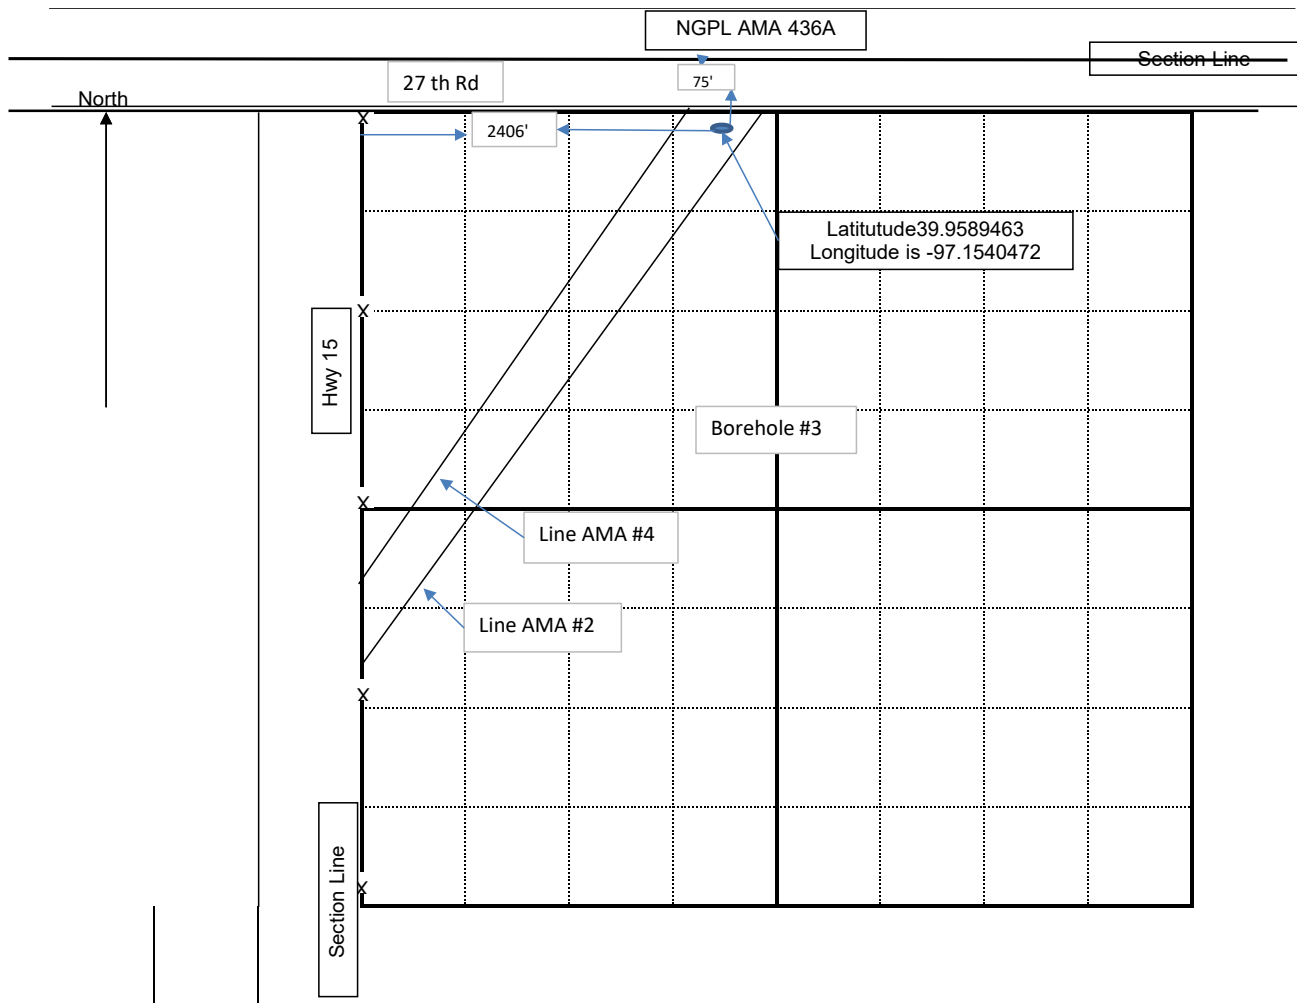 NGPL AMA 436A
Section Line
27 th Rd
75'
North
X
2406'
Latitutude39.9589463
Longitude is -97.1540472
X
Hwy 15
Borehole #3
X
Line AMA #4
Line AMA #2
X
Section Line
X